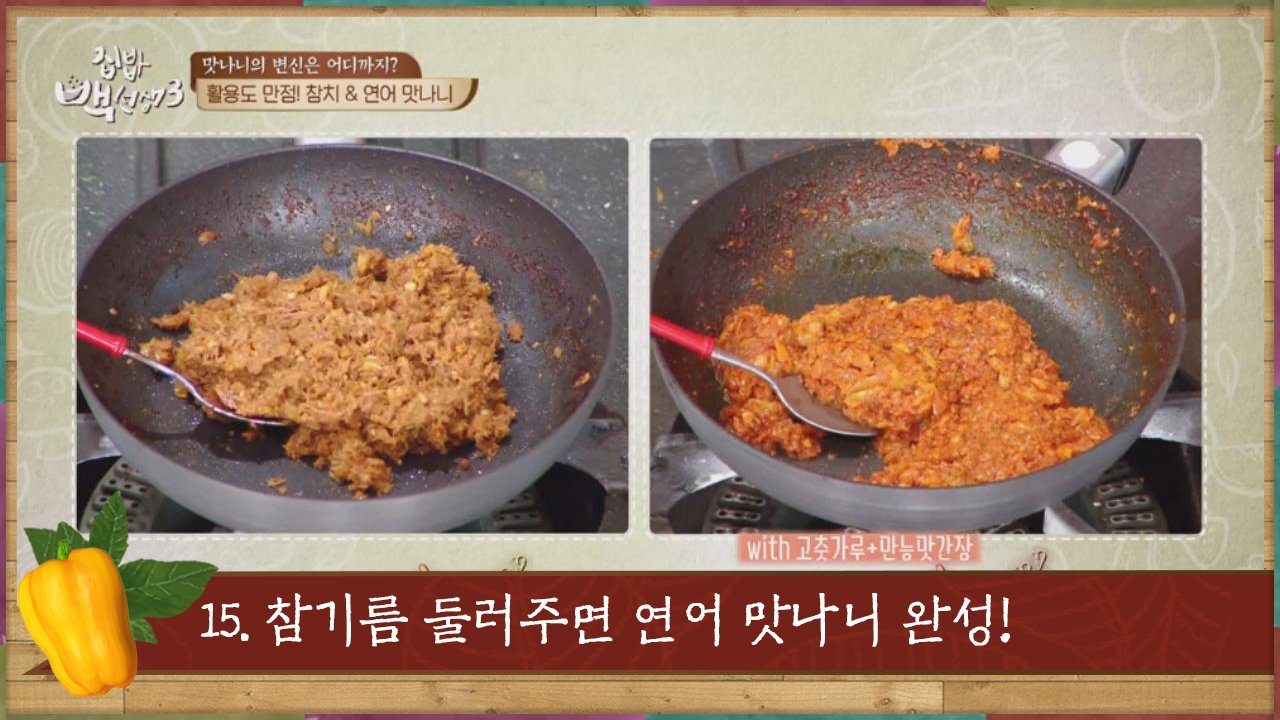 집밥
백선생3
맛나니의 변신은 어디까지?
활용도 만점! 참치 & 연어 맛나니
with 고춧가루+만능맛간장
15. 참기름 둘러주면 연어 맛나니 완성!